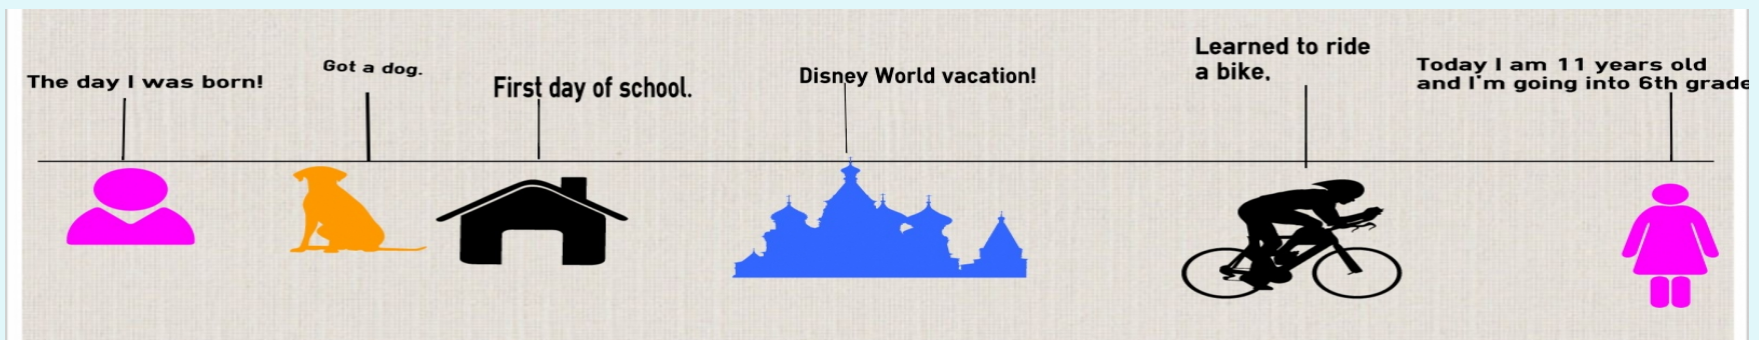 The day I was born!
Got a dog.
First day of school.
Disney World vacation!
Learned to ride
a bike.
Today I am 11 years old
and I'm going into 6th grade